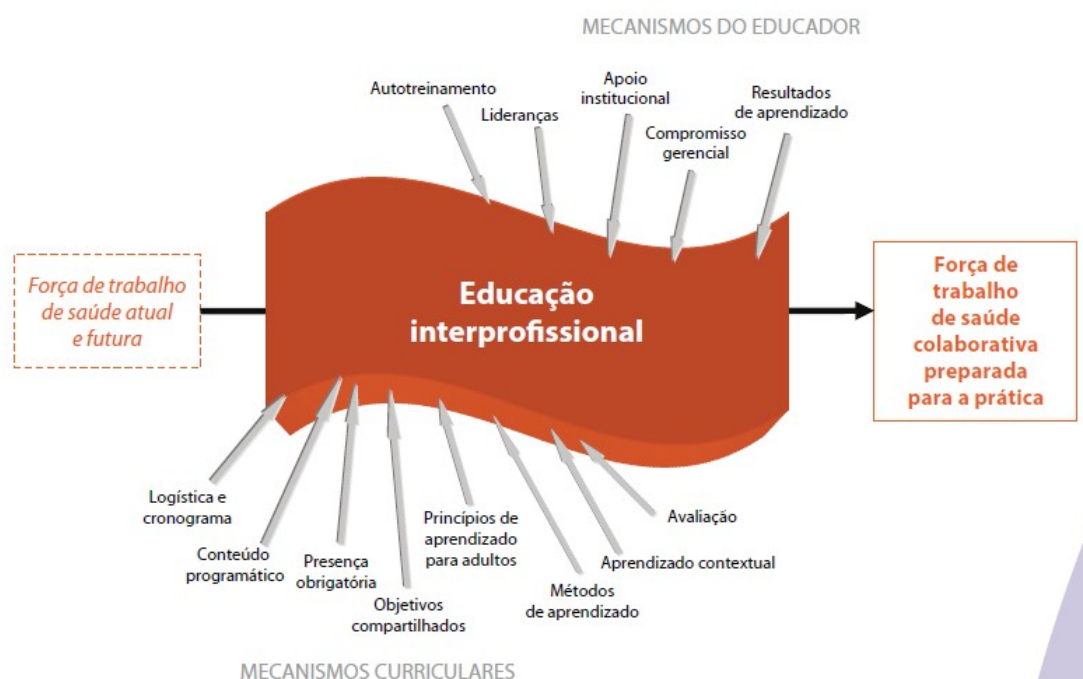 MECANISMOS DO EDUCADOR
Autotreinamento
Lideranças
Apoio
institucional
Compromisso
gerencial
Resultados
de aprendizado
Força de trabalho
de saúde atual
e futura
Educação
interprofissional
Força de
trabalho
de saúde
colaborativa
preparada
para a prática
Logística e
cronograma
Conteúdo
programático
Presença
obrigatória
Objetivos
compartilhados
Princípios de
aprendizado
para adultos
Métodos
de aprendizado
Aprendizado contextual
Avaliação
MECANISMOS CURRICULARES